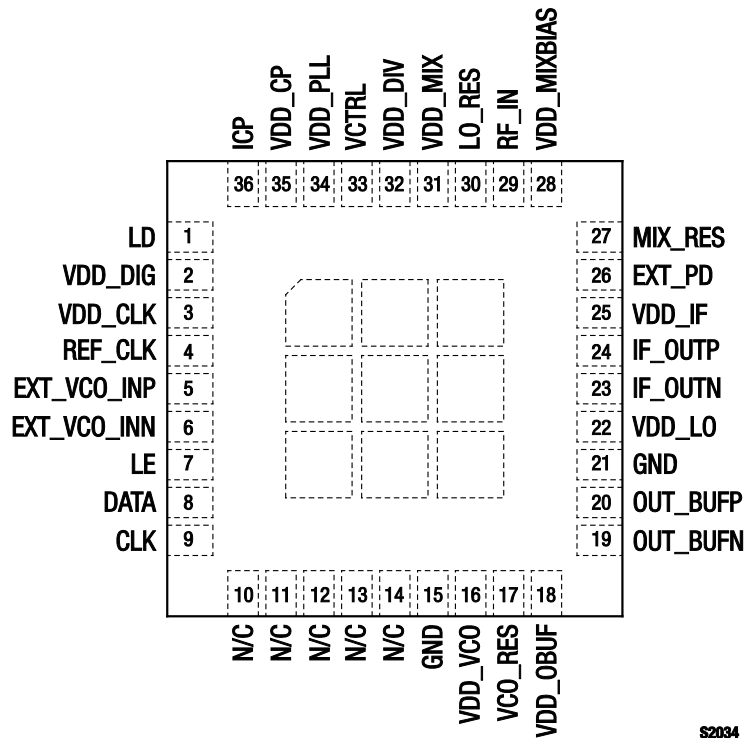 ICP
VDD_CP
VDD_PLL
VCTRL
VDD_DIV
VDD_MIX
LO_RES
RF_IN
VDD_MIXBIAS
36 35 34 33 32 31 30 29 28
LD 1
VDD_DIG 2
VDD_CLK 3
REF_CLK 4
EXT_VCO_INP 5
EXT_VCO_INN 6
LE 7
DATA 8
CLK 9
27 MIX_RES
26 EXT_PD
25 VDD_IF
24 IF_OUTP
23 IF_OUTN
22 VDD_LO
21 GND
20 OUT_BUFP
19 OUT_BUFN
10 11 12 13 14 15 16 17 18
N/C
N/C
N/C
N/C
N/C
GND
VDD_VCO
VCO_RES
VDD_OBUF
S2034